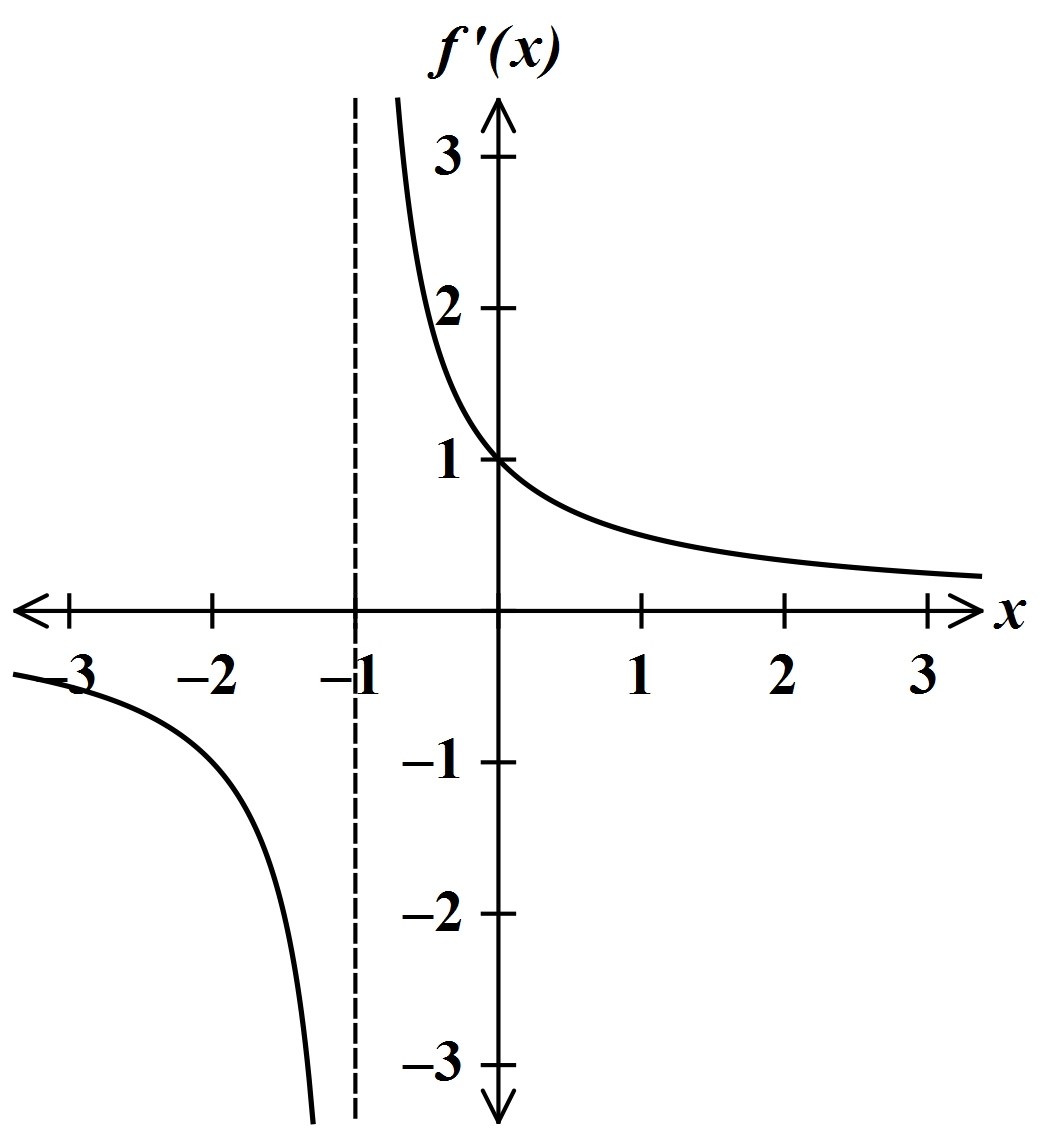 f '(x)
3
2
1
x
–3 –2 –1 1 2 3
–1
–2
–3